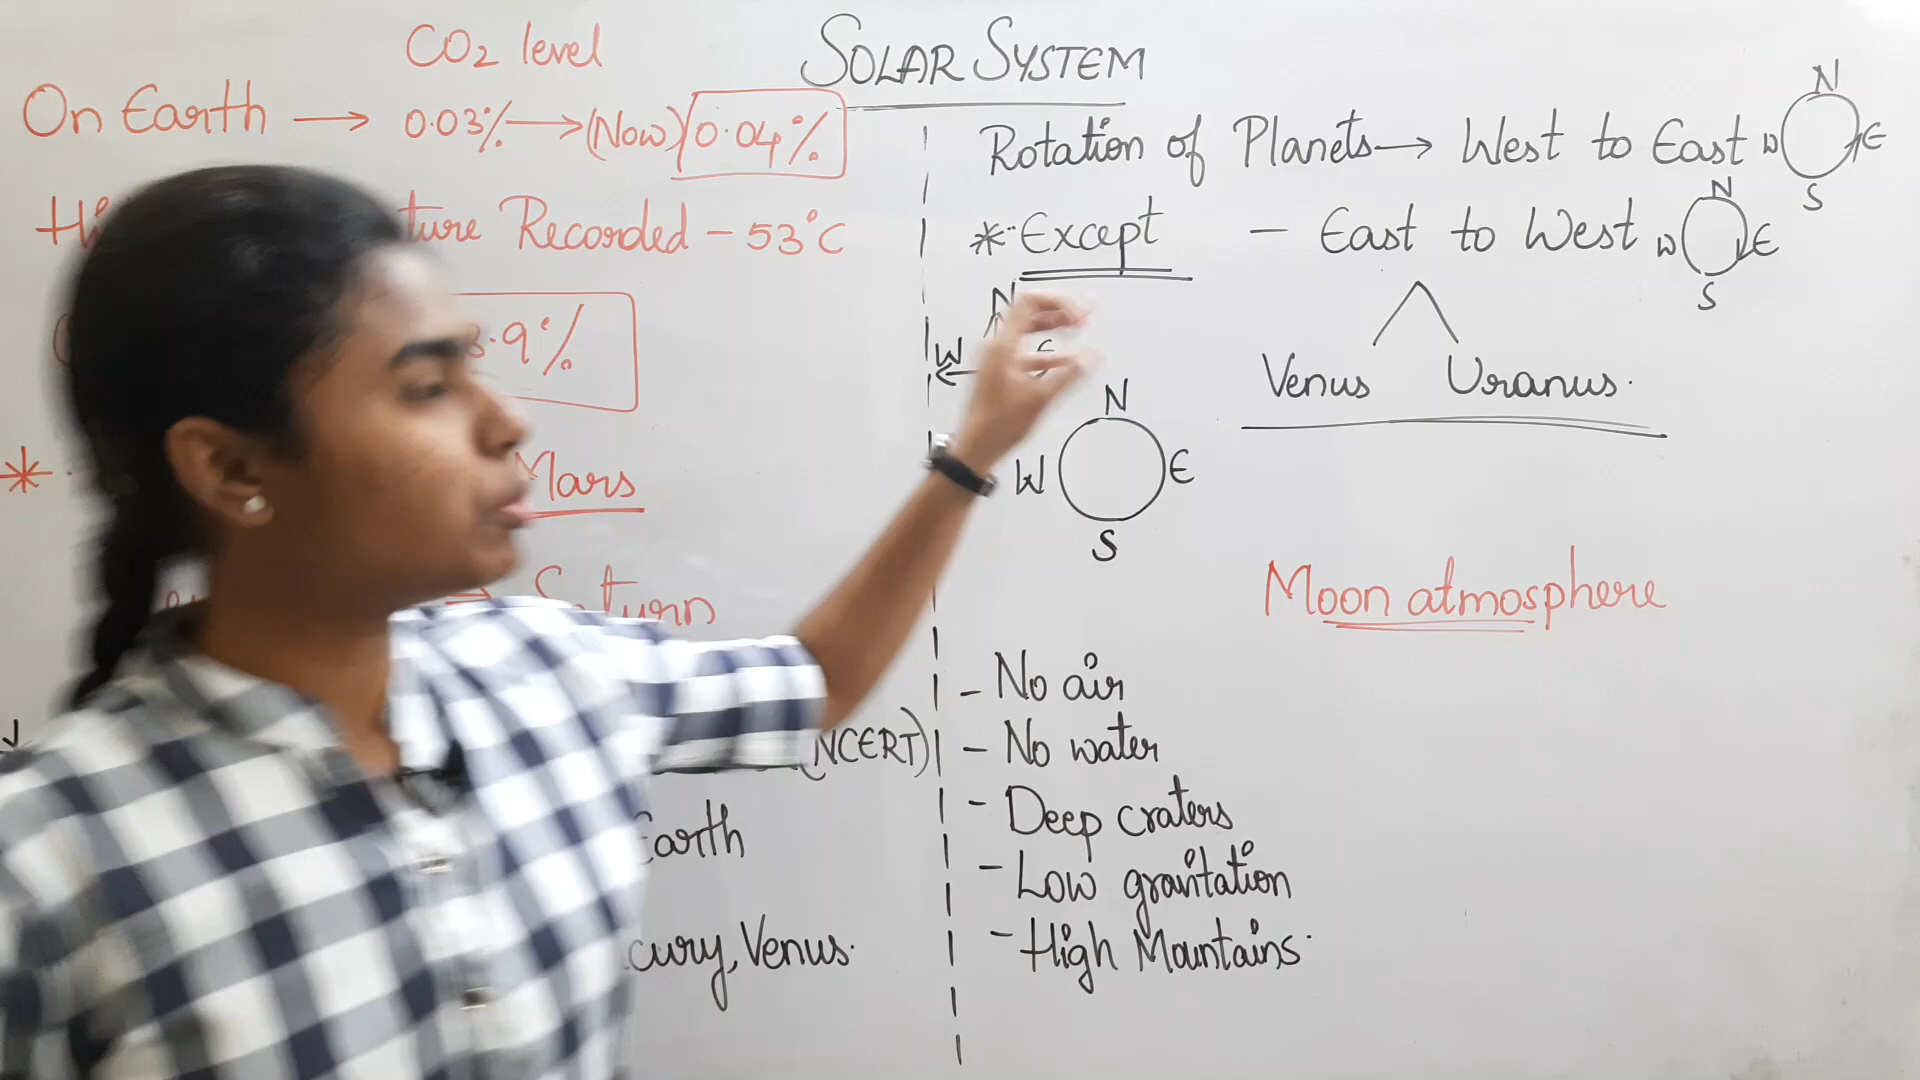 SOLAR SYSTEM
CO2 level
On Earth → 0.03% → (Now) 0.04%
ture Recorded - 53°C
.9%
* Mars
turn
(NCERT)
Earth
cury, Venus.
Rotation of Planets → West to East
N
W E
S
* Except - East to West
N
W E
S
Venus Uranus.
N
W
N
W E
S
Moon atmosphere
- No air
- No water
- Deep craters
- Low gravitation
- High Mountains.